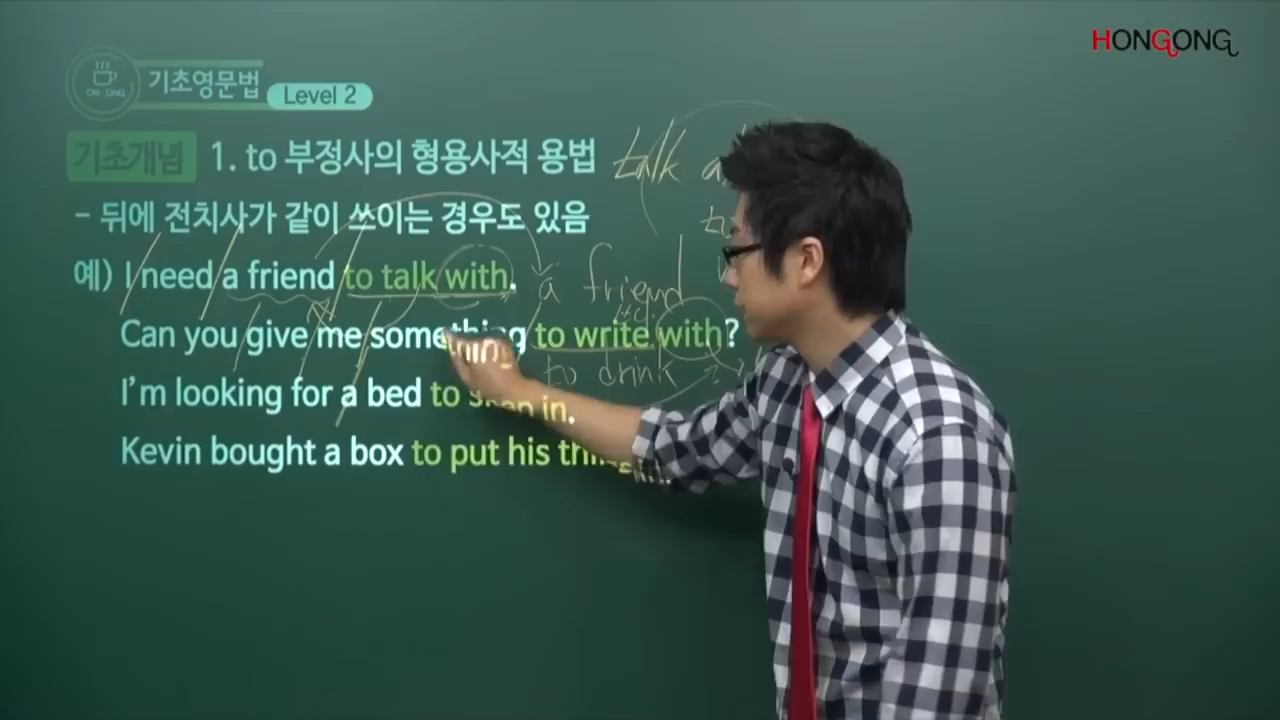 HONGONG
기초영문법 Level 2
기초개념 1. to 부정사의 형용사적 용법
talk
- 뒤에 전치사가 같이 쓰이는 경우도 있음
예) I need a friend to talk with.
a friend
Can you give me something to write with?
to drink
I'm looking for a bed to in.
Kevin bought a box to put his